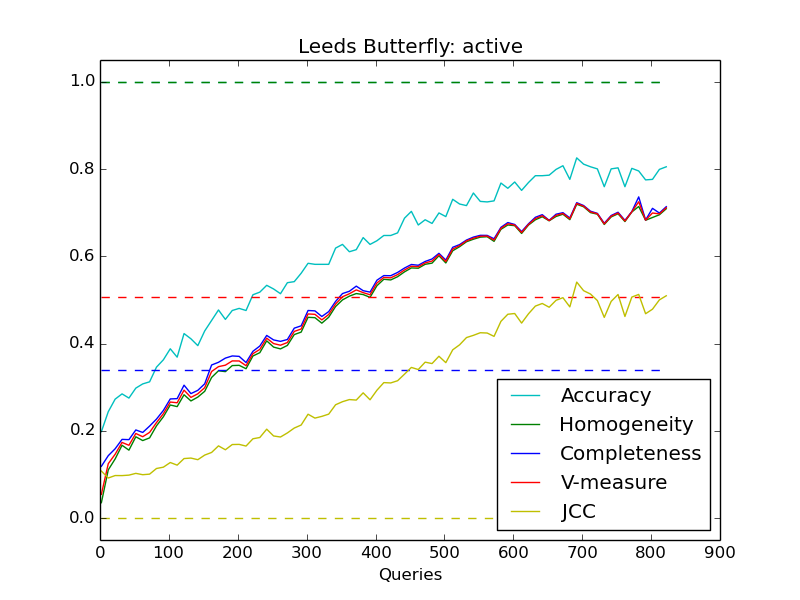 Leeds Butterfly: active
1.0
0.8
0.6
0.4
0.2
0.0
Accuracy
Homogeneity
Completeness
V-measure
JCC
0 100 200 300 400 500 600 700 800 900
Queries